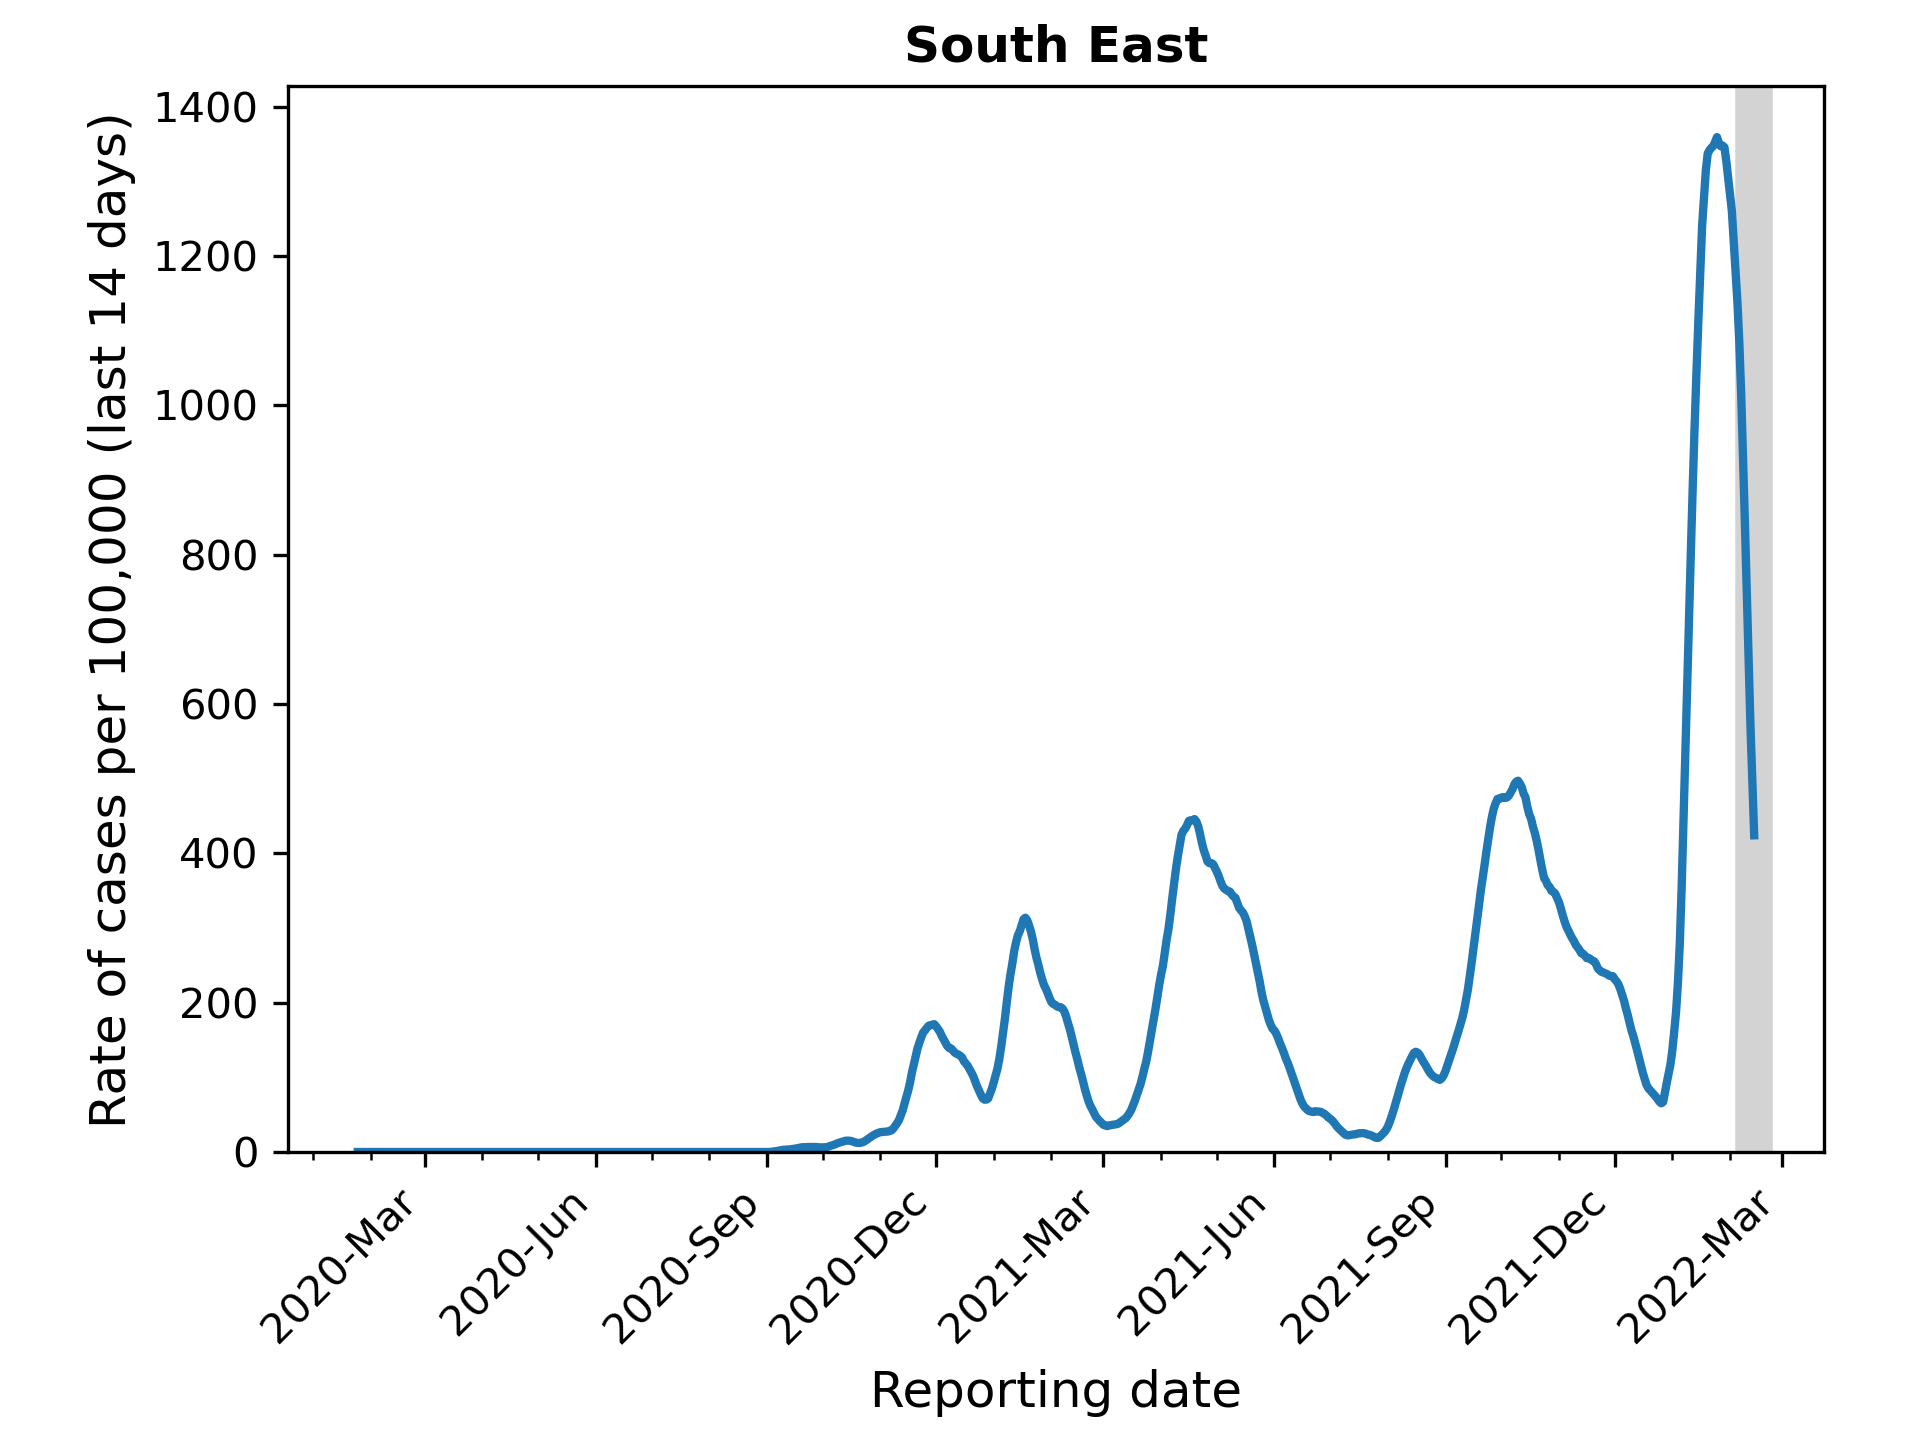 South East
Rate of cases per 100,000 (last 14 days)
1400
1200
1000
800
600
400
200
0
2020-Mar
2020-Jun
2020-Sep
2020-Dec
2021-Mar
2021-Jun
2021-Sep
2021-Dec
2022-Mar
Reporting date